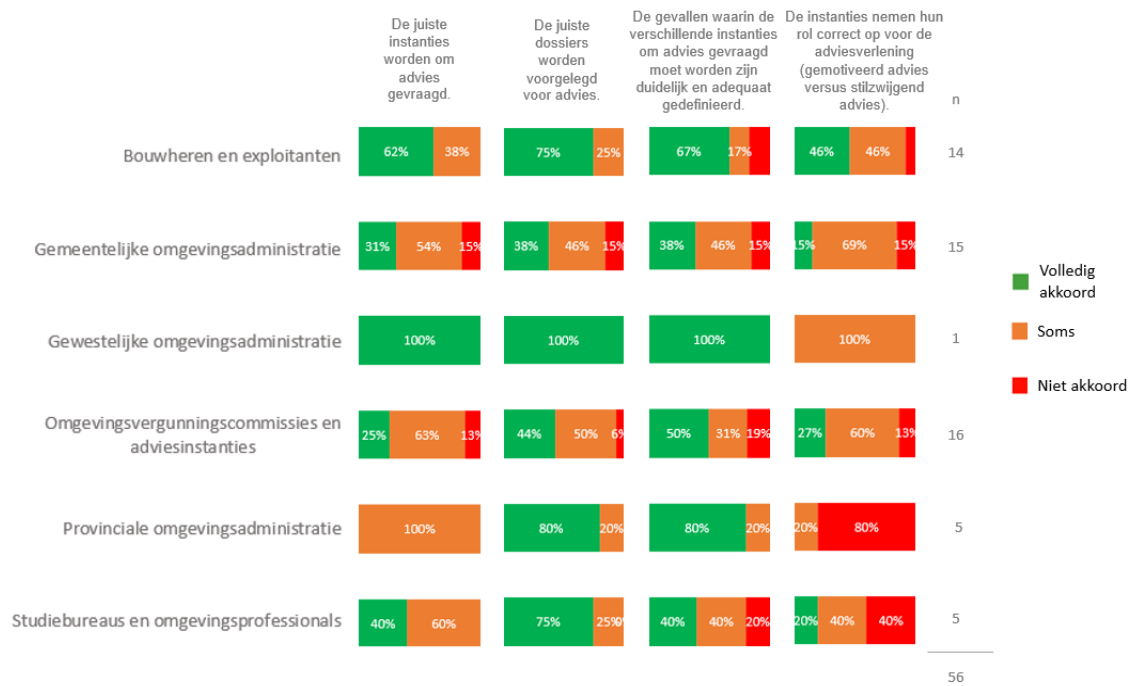 De juiste
instanties
worden om
advies
gevraagd.
De juiste
dossiers
worden
voorgelegd
voor advies.
De gevallen waarin de
verschillende instanties
om advies gevraagd
moet worden zijn
duidelijk en adequaat
gedefinieerd.
De instanties nemen hun
rol correct op voor de
adviesverlening
(gemotiveerd advies
versus stilzwijgend
advies).
n
Bouwheren en exploitanten 62% 38% 75% 25% 67% 17% 46% 46% 14
Gemeentelijke omgevingsadministratie 31% 54% 15% 38% 46% 15% 38% 46% 15% 15% 69% 15% 15
Gewestelijke omgevingsadministratie 100% 100% 100% 100% 1
Omgevingsvergunningscommissies en
adviesinstanties
25% 63% 13% 44% 50% 6% 50% 31% 19% 27% 60% 13% 16
Provinciale omgevingsadministratie 100% 80% 20% 80% 20% 20% 80% 5
Studiebureaus en omgevingsprofessionals 40% 60% 75% 25% 0% 40% 40% 20% 20% 40% 40% 5
56
Volledig
akkoord
Soms
Niet akkoord